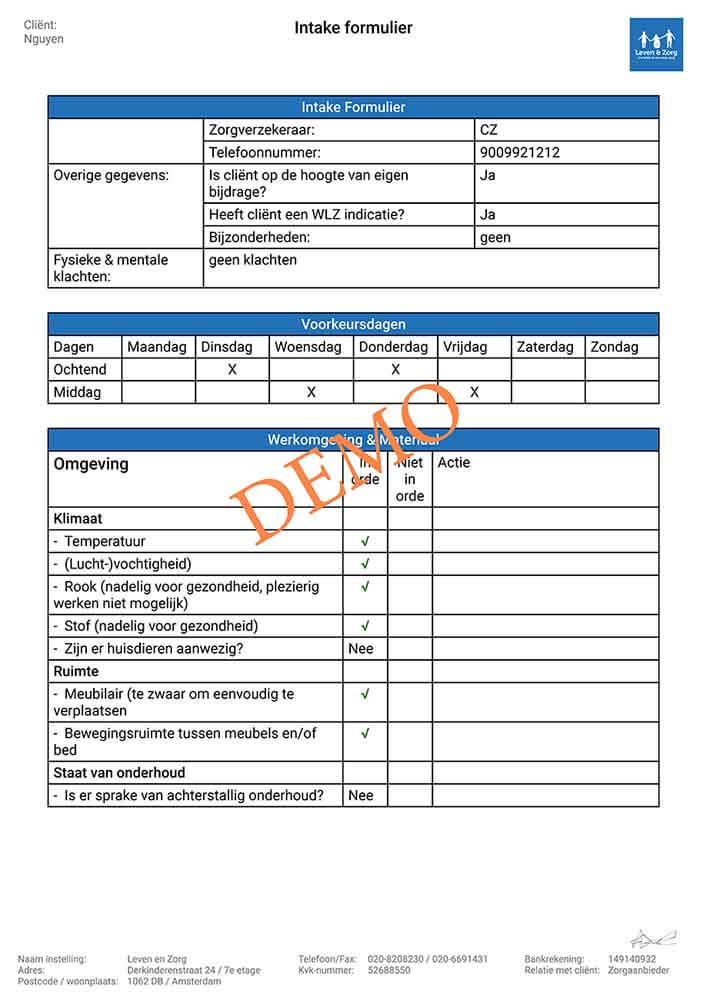 Cliënt:
Nguyen
Intake formulier
Leven & Zorg
Intake Formulier
Zorgverzekeraar: CZ
Telefoonnummer: 9009921212
Overige gegevens: Is cliënt op de hoogte van eigen Ja
bijdrage?
Heeft cliënt een WLZ indicatie? Ja
Bijzonderheden: geen
Fysieke & mentale geen klachten
klachten:
Voorkeursdagen
Dagen Maandag Dinsdag Woensdag Donderdag Vrijdag Zaterdag Zondag
Ochtend X X
Middag X X
DEMO
Werkomgeving & Materiaal
Omgeving In Niet Actie
orde in
orde
Klimaat
- Temperatuur √
- (Lucht-)vochtigheid) √
- Rook (nadelig voor gezondheid, plezierig √
werken niet mogelijk)
- Stof (nadelig voor gezondheid) √
- Zijn er huisdieren aanwezig? Nee
Ruimte
- Meubilair (te zwaar om eenvoudig te √
verplaatsen
- Bewegingsruimte tussen meubels en/of √
bed
Staat van onderhoud
- Is er sprake van achterstallig onderhoud? Nee
Naam instelling: Leven en Zorg Telefoon/Fax: 020-8208230 / 020-6691431 Bankrekening: 149140932
Adres: Derkinderenstraat 24 / 7e etage Kvk-nummer: 52688550 Relatie met cliënt: Zorgaanbieder
Postcode / woonplaats: 1062 DB / Amsterdam